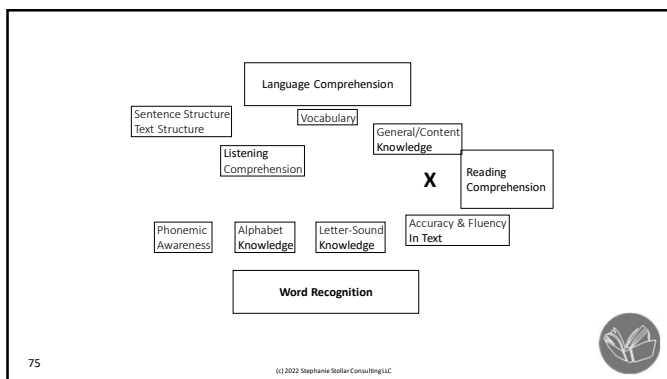 Language Comprehension
Sentence Structure
Text Structure
Vocabulary
General/Content
Knowledge
Listening
Comprehension
X
Reading
Comprehension
Phonemic
Awareness
Alphabet
Knowledge
Letter-Sound
Knowledge
Accuracy & Fluency
In Text
Word Recognition
75
(c) 2022 Stephanie Stollar Consulting LLC